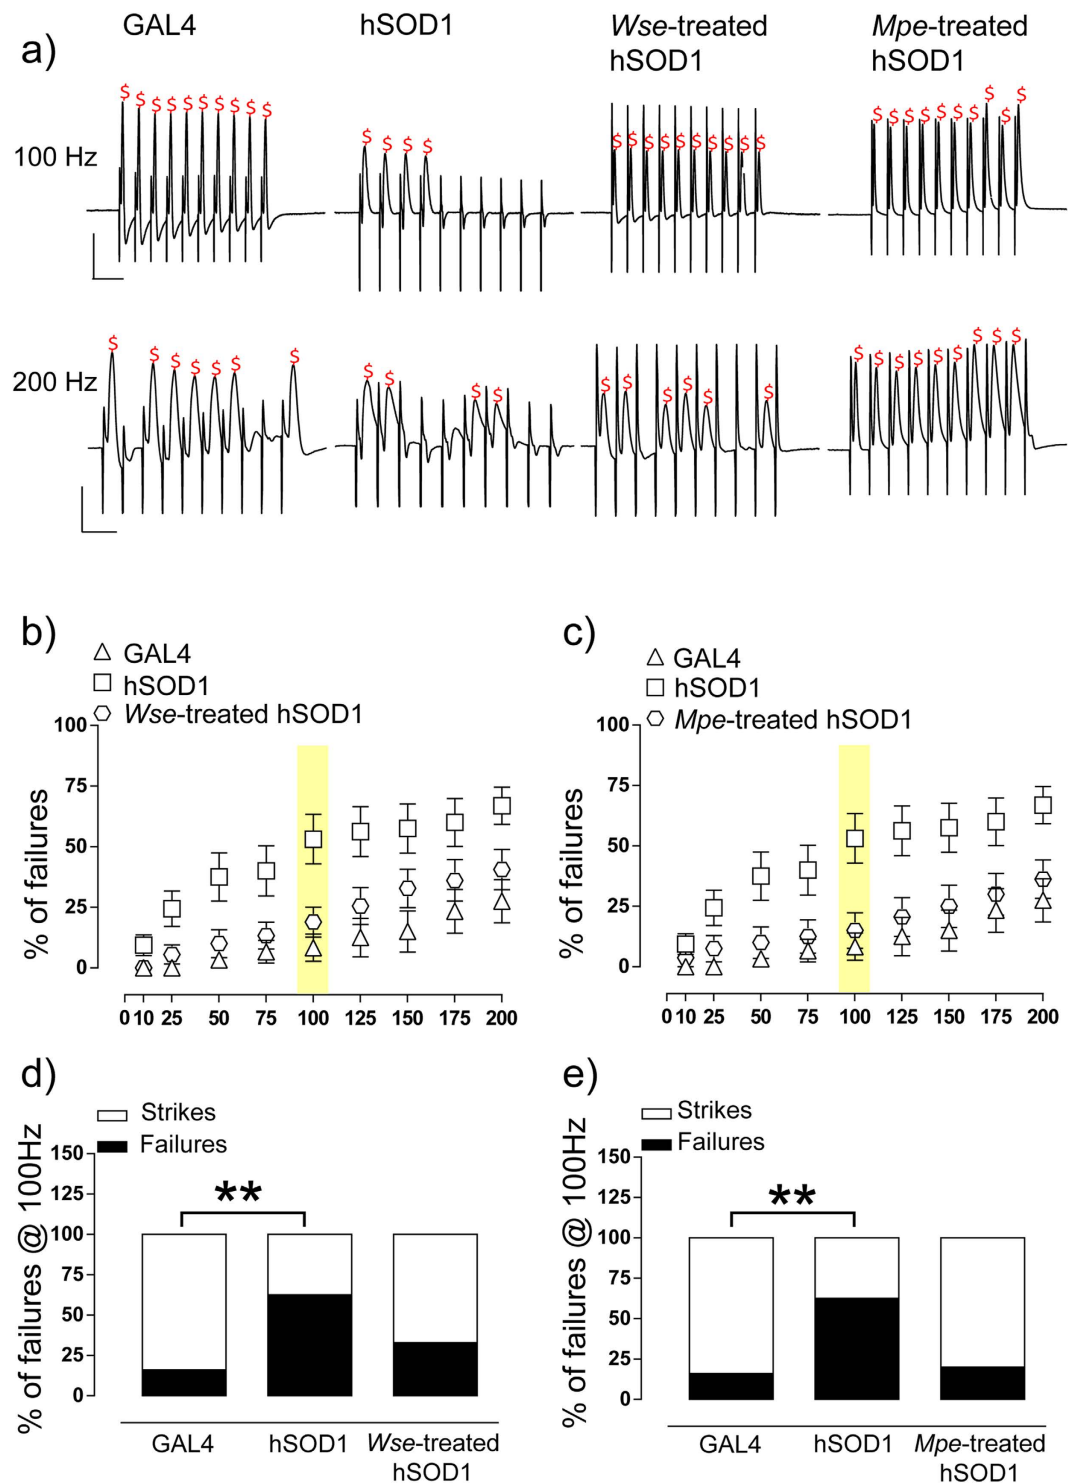 a)
GAL4
hSOD1
Wse-treated
hSOD1
Mpe-treated
hSOD1
100 Hz
$ $ $ $ $ $ $ $ $ $
$ $ $ $
$ $ $ $ $ $ $ $ $ $
$ $ $ $ $ $ $ $ $ $
200 Hz
$ $ $ $ $ $ $
$ $ $ $
$ $ $ $ $ $
$ $ $ $ $ $ $ $ $
b)
GAL4
hSOD1
Wse-treated hSOD1
% of failures
100
75
50
25
0
0 10 25 50 75 100 125 150 175 200
c)
GAL4
hSOD1
Mpe-treated hSOD1
% of failures
100
75
50
25
0
0 10 25 50 75 100 125 150 175 200
d)
Strikes
Failures
% of failures @ 100Hz
150
125
100
75
50
25
0
**
GAL4
hSOD1
Wse-treated
hSOD1
e)
Strikes
Failures
% of failures @ 100Hz
150
125
100
75
50
25
0
**
GAL4
hSOD1
Mpe-treated
hSOD1